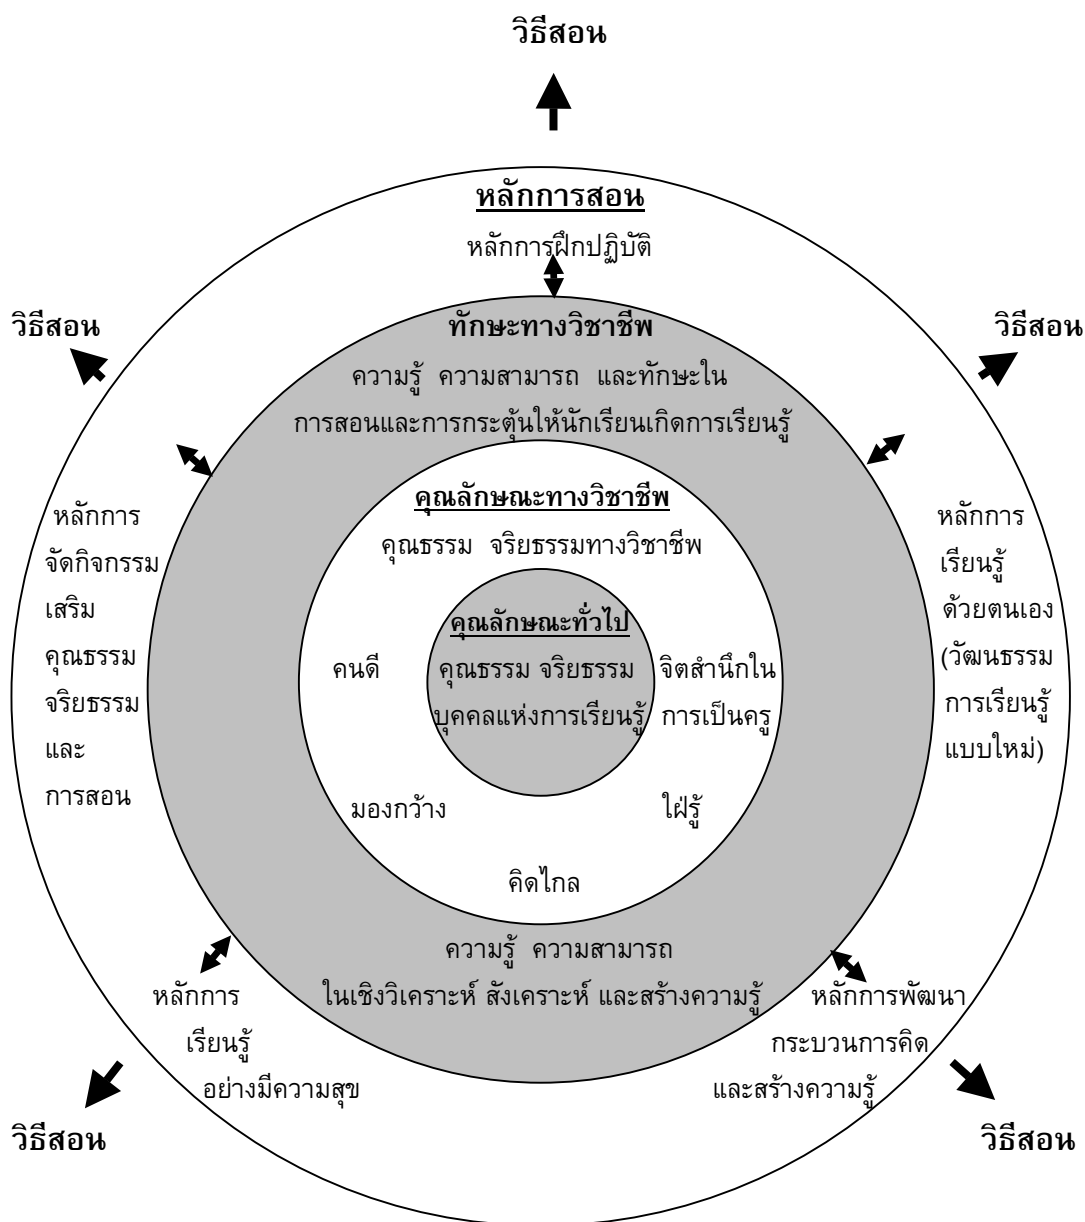 วิธีสอน
หลักการสอน
หลักการฝึกปฏิบัติ
วิธีสอน
วิธีสอน
ทักษะทางวิชาชีพ
ความรู้ ความสามารถ และทักษะใน
การสอนและการกระตุ้นให้นักเรียนเกิดการเรียนรู้
คุณลักษณะทางวิชาชีพ
คุณธรรม จริยธรรมทางวิชาชีพ
หลักการ
จัดกิจกรรม
เสริม
คุณธรรม
จริยธรรม
และ
การสอน
คุณลักษณะทั่วไป
คุณธรรม จริยธรรม
บุคคลแห่งการเรียนรู้
คนดี
จิตสำนึกใน
การเป็นครู
มองกว้าง
ใฝ่รู้
คิดไกล
หลักการ
เรียนรู้
ด้วยตนเอง
(วัฒนธรรม
การเรียนรู้
แบบใหม่)
ความรู้ ความสามารถ
ในเชิงวิเคราะห์ สังเคราะห์ และสร้างความรู้
หลักการ
เรียนรู้
อย่างมีความสุข
หลักการพัฒนา
กระบวนการคิด
และสร้างความรู้
วิธีสอน
วิธีสอน